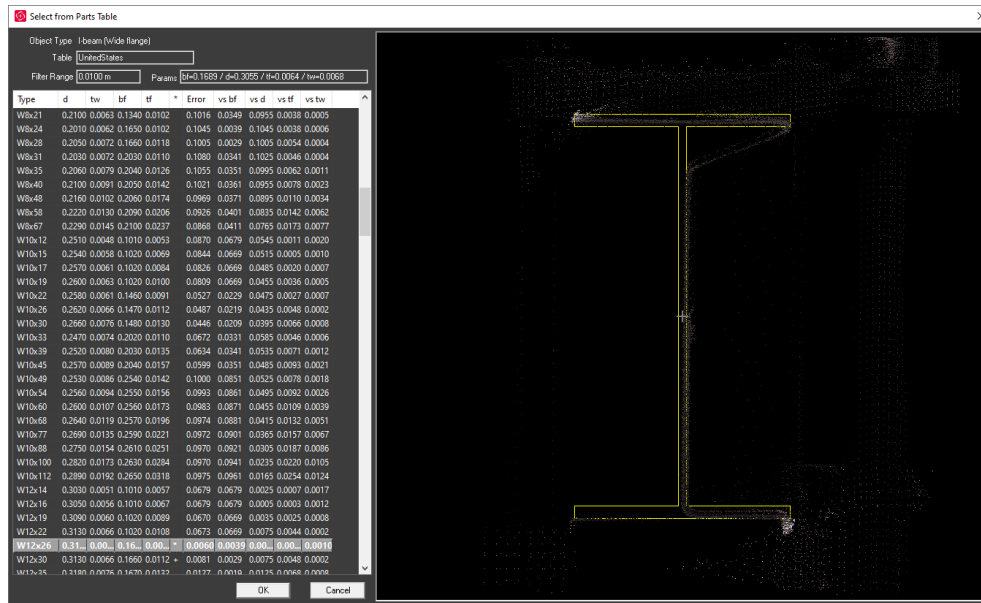 Select from Parts Table
Object Type I-beam (Wide flange)
Table UnitedStates
Filter Range 0.0100 m Params bf=0.1689 / d=0.3055 / tf=0.0064 / tw=0.0068
Type d tw bf tf * Error vs bf vs d vs tf vs tw
W8x21 0.2100 0.0063 0.1340 0.0102 0.1016 0.0349 0.0955 0.0038 0.0005
W8x24 0.2010 0.0062 0.1650 0.0102 0.1045 0.0039 0.1045 0.0038 0.0006
W8x28 0.2050 0.0072 0.1660 0.0118 0.1005 0.0029 0.1005 0.0054 0.0004
W8x31 0.2030 0.0072 0.2030 0.0110 0.1080 0.0341 0.1025 0.0046 0.0004
W8x35 0.2060 0.0079 0.2040 0.0126 0.1055 0.0351 0.0995 0.0062 0.0011
W8x40 0.2100 0.0091 0.2050 0.0142 0.1021 0.0361 0.0955 0.0078 0.0023
W8x48 0.2160 0.0102 0.2060 0.0174 0.0969 0.0371 0.0895 0.0110 0.0034
W8x58 0.2220 0.0130 0.2090 0.0206 0.0926 0.0401 0.0835 0.0142 0.0062
W8x67 0.2290 0.0145 0.2100 0.0237 0.0868 0.0411 0.0765 0.0173 0.0077
W10x12 0.2510 0.0048 0.1010 0.0053 0.0870 0.0679 0.0545 0.0011 0.0020
W10x15 0.2540 0.0058 0.1020 0.0069 0.0844 0.0669 0.0515 0.0005 0.0010
W10x17 0.2570 0.0061 0.1020 0.0084 0.0826 0.0669 0.0485 0.0020 0.0007
W10x19 0.2600 0.0063 0.1020 0.0100 0.0809 0.0669 0.0455 0.0036 0.0005
W10x22 0.2580 0.0061 0.1460 0.0091 0.0527 0.0229 0.0475 0.0027 0.0007
W10x26 0.2620 0.0066 0.1470 0.0112 0.0487 0.0219 0.0435 0.0048 0.0002
W10x30 0.2660 0.0076 0.1480 0.0130 0.0446 0.0209 0.0395 0.0066 0.0008
W10x33 0.2470 0.0074 0.2020 0.0110 0.0672 0.0331 0.0585 0.0046 0.0006
W10x39 0.2520 0.0080 0.2030 0.0135 0.0634 0.0341 0.0535 0.0071 0.0012
W10x45 0.2570 0.0089 0.2040 0.0157 0.0599 0.0351 0.0485 0.0093 0.0021
W10x49 0.2530 0.0086 0.2540 0.0142 0.1000 0.0851 0.0525 0.0078 0.0018
W10x54 0.2560 0.0094 0.2550 0.0156 0.0993 0.0861 0.0495 0.0092 0.0026
W10x60 0.2600 0.0107 0.2560 0.0173 0.0983 0.0871 0.0455 0.0109 0.0039
W10x68 0.2640 0.0119 0.2570 0.0196 0.0974 0.0881 0.0415 0.0132 0.0051
W10x77 0.2690 0.0135 0.2590 0.0221 0.0972 0.0901 0.0365 0.0157 0.0067
W10x88 0.2750 0.0154 0.2610 0.0251 0.0970 0.0921 0.0305 0.0187 0.0086
W10x100 0.2820 0.0173 0.2630 0.0284 0.0970 0.0941 0.0235 0.0220 0.0105
W10x112 0.2890 0.0192 0.2650 0.0318 0.0975 0.0961 0.0165 0.0254 0.0124
W12x14 0.3030 0.0051 0.1010 0.0057 0.0679 0.0679 0.0025 0.0007 0.0017
W12x16 0.3050 0.0056 0.1010 0.0067 0.0679 0.0679 0.0005 0.0003 0.0012
W12x19 0.3090 0.0060 0.1020 0.0089 0.0670 0.0669 0.0035 0.0025 0.0008
W12x22 0.3130 0.0066 0.1020 0.0108 0.0673 0.0669 0.0075 0.0044 0.0002
W12x26 0.31... 0.00... 0.16... 0.00... * 0.0060 0.0039 0.00... 0.00... 0.0010
W12x30 0.3130 0.0066 0.1660 0.0112 + 0.0081 0.0029 0.0075 0.0048 0.0002
W12x35 0.3180 0.0076 0.1670 0.0132 0.0127 0.0019 0.0125 0.0068 0.0008
OK Cancel